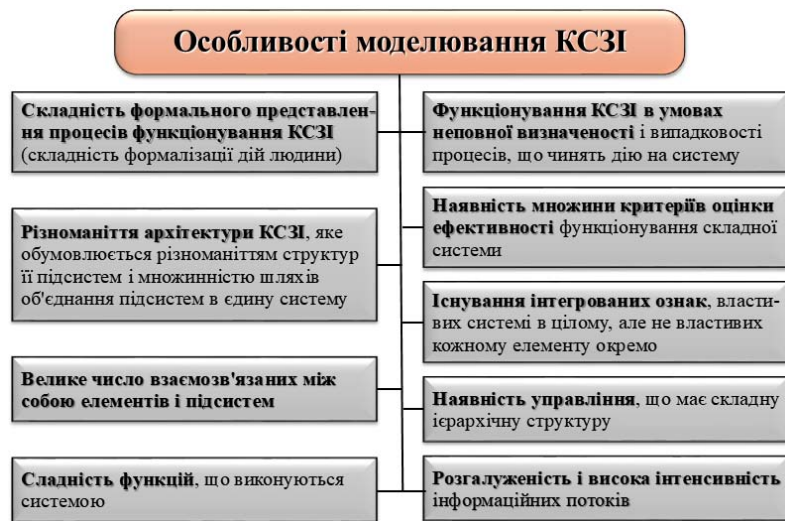 Особливості моделювання КСЗІ
Складність формального представлен-
ня процесів функціонування КСЗІ
(складність формалізації дій людини)
Різноманіття архітектури КСЗІ, яке
обумовлюється різноманіттям структур
її підсистем і множинністю шляхів
об'єднання підсистем в єдину систему
Велике число взаємозв'язаних між
собою елементів і підсистем
Сладність функцій, що виконуються
системою
Функціонування КСЗІ в умовах
неповної визначеності і випадковості
процесів, що чинять дію на систему
Наявність множини критеріїв оцінки
ефективності функціонування складної
системи
Існування інтегрованих ознак, власти-
вих системі в цілому, але не властивих
кожному елементу окремо
Наявність управління, що має складну
ієрархічну структуру
Розгалуженість і висока інтенсивність
інформаційних потоків